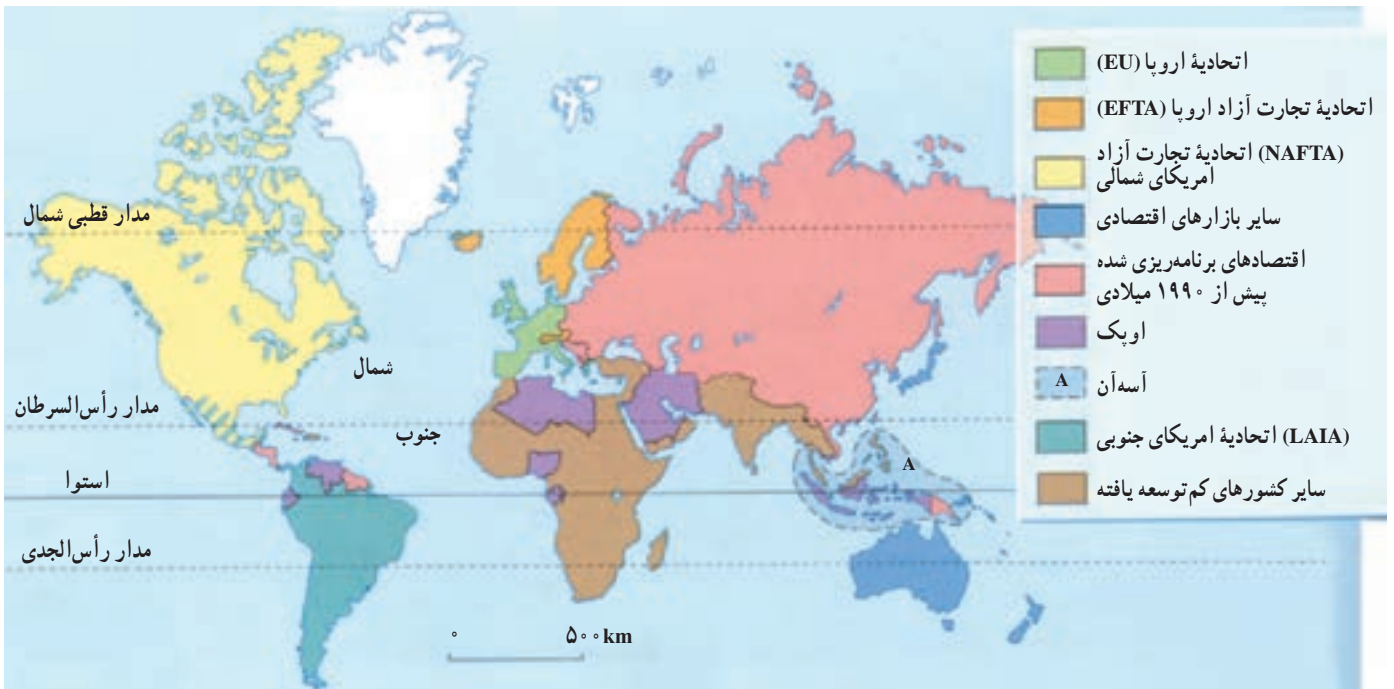 اتحادیهٔ اروپا (EU)
اتحادیهٔ تجارت آزاد اروپا (EFTA)
(NAFTA) اتحادیهٔ تجارت آزاد
امریکای شمالی
سایر بازارهای اقتصادی
اقتصادهای برنامه‌ریزی شده
پیش از ۱۹۹۰ میلادی
اوپک
A
آسه‌آن
(LAIA) اتحادیهٔ امریکای جنوبی
سایر کشورهای کم‌توسعه یافته
مدار قطبی شمال
شمال
مدار رأس‌السرطان
جنوب
A
استوا
مدار رأس‌الجدی
۰ ۵۰۰km